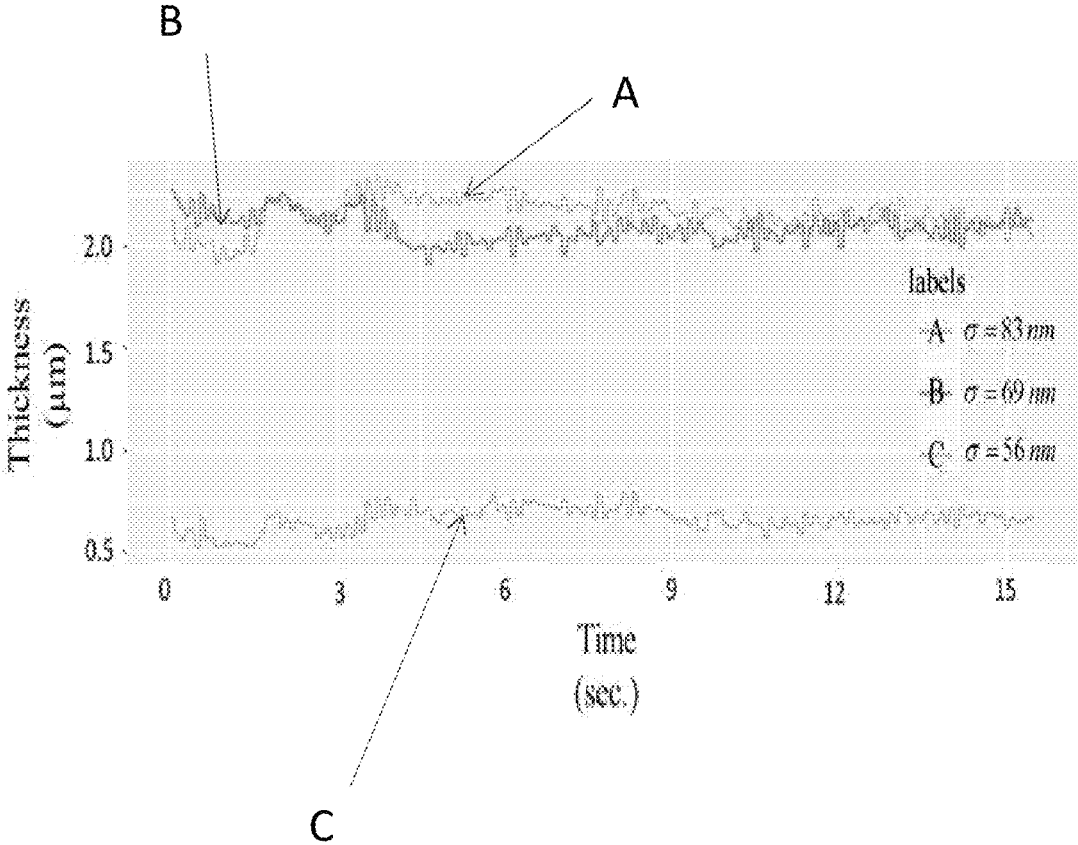 B
A
2.0
1.5
1.0
0.5
Thickness
(μm)
labels
A σ = 83 nm
B σ = 69 nm
C σ = 56 nm
0 3 6 9 12 15
Time
(sec.)
C